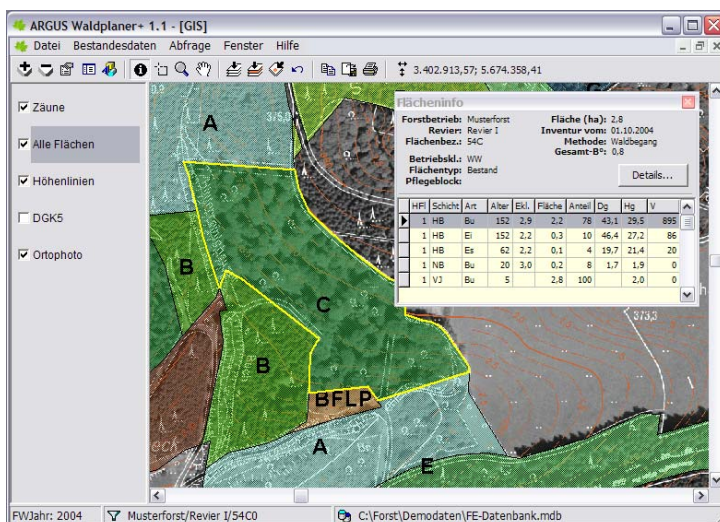 ARGUS Waldplaner+ 1.1 - [GIS]
Datei Bestandesdaten Abfrage Fenster Hilfe
3.402.913,57; 5.674.358,41
Zäune
Alle Flächen
Höhenlinien
DGK5
Ortophoto
A
375,0
B
C
B
BFLP
A
E
eck
373,3
Flächeninfo
Forstbetrieb: Musterforst Fläche (ha): 2,8
Revier: Revier I Inventur vom: 01.10.2004
Flächenbez.: 54C Methode: Waldbegang
Gesamt-B°: 0,8
Betriebskl.: WW
Flächentyp: Bestand
Pflegeblock:
Details...
HFl Schicht Art Alter Ekl. Fläche Anteil Dg Hg V
1 HB Bu 152 2,9 2,2 78 43,1 29,5 895
1 HB Ei 152 2,2 0,3 10 46,4 27,2 86
1 HB Es 62 2,2 0,1 4 19,7 21,4 20
1 NB Bu 20 3,0 0,2 8 1,7 1,9 0
1 VJ Bu 5 2,8 100 2,0 0
FWJahr: 2004 Musterforst/Revier I/54C0 C:\Forst\Demodaten\FE-Datenbank.mdb